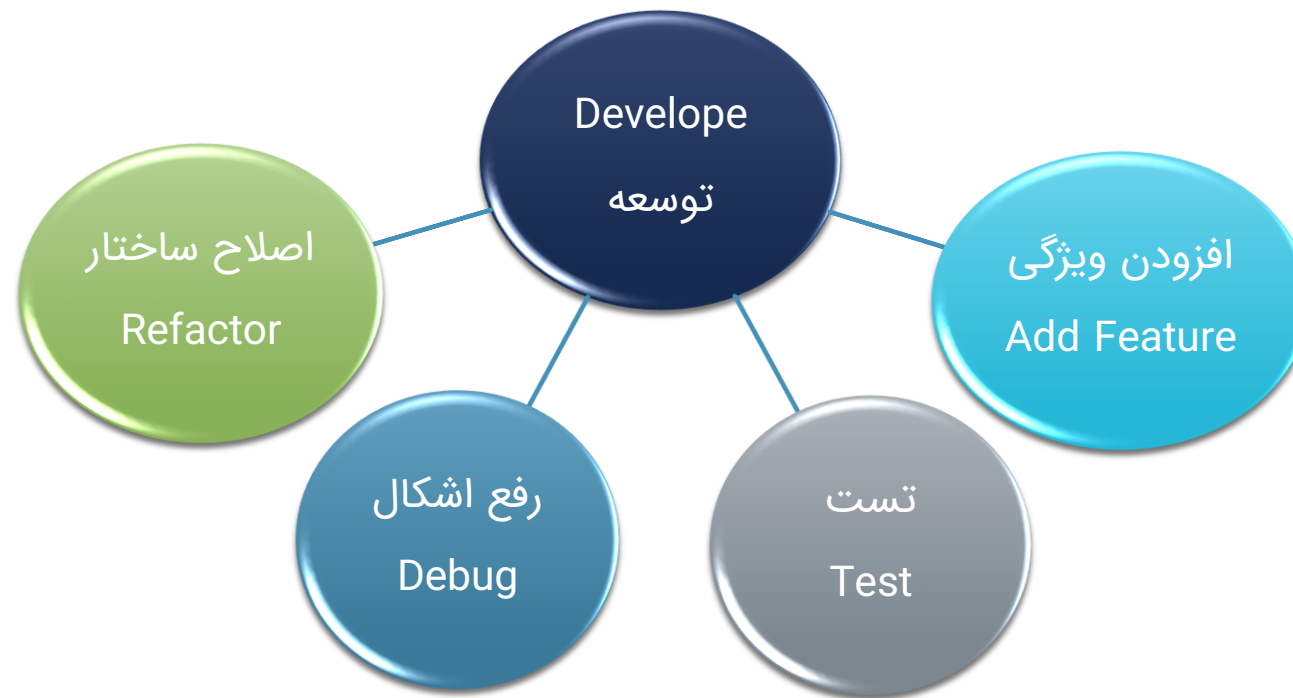 Develope
توسعه
اصلاح ساختار
Refactor
افزودن ویژگی
Add Feature
رفع اشکال
Debug
تست
Test